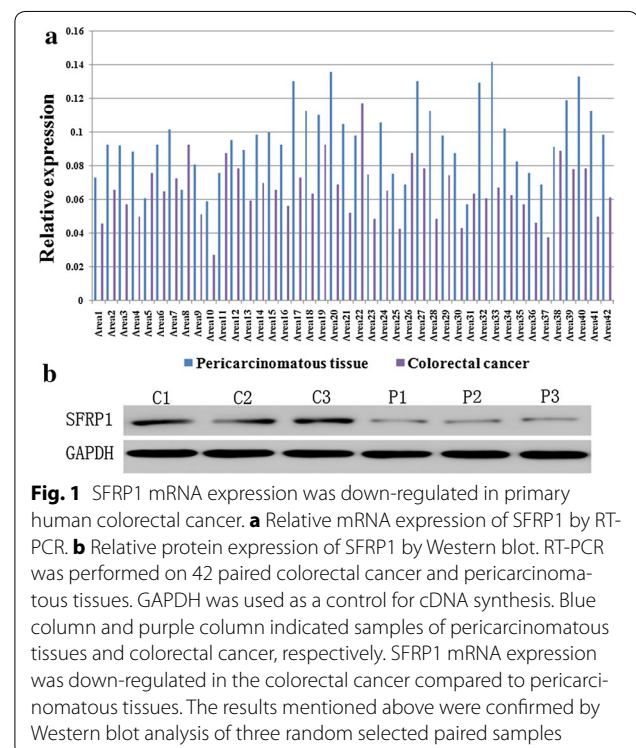 a
0.16
0.14
0.12
0.1
0.08
0.06
0.04
0.02
0
Relative expression
Area1 Area2 Area3 Area4 Area5 Area6 Area7 Area8 Area9 Area10 Area11 Area12 Area13 Area14 Area15 Area16 Area17 Area18 Area19 Area20 Area21 Area22 Area23 Area24 Area25 Area26 Area27 Area28 Area29 Area30 Area31 Area32 Area33 Area34 Area35 Area36 Area37 Area38 Area39 Area40 Area41 Area42
Pericarcinomatous tissue Colorectal cancer
b
C1 C2 C3 P1 P2 P3
SFRP1
GAPDH
Fig. 1 SFRP1 mRNA expression was down-regulated in primary
human colorectal cancer. a Relative mRNA expression of SFRP1 by RT-
PCR. b Relative protein expression of SFRP1 by Western blot. RT-PCR
was performed on 42 paired colorectal cancer and pericarcinoma-
tous tissues. GAPDH was used as a control for cDNA synthesis. Blue
column and purple column indicated samples of pericarcinomatous
tissues and colorectal cancer, respectively. SFRP1 mRNA expression
was down-regulated in the colorectal cancer compared to pericarci-
nomatous tissues. The results mentioned above were confirmed by
Western blot analysis of three random selected paired samples